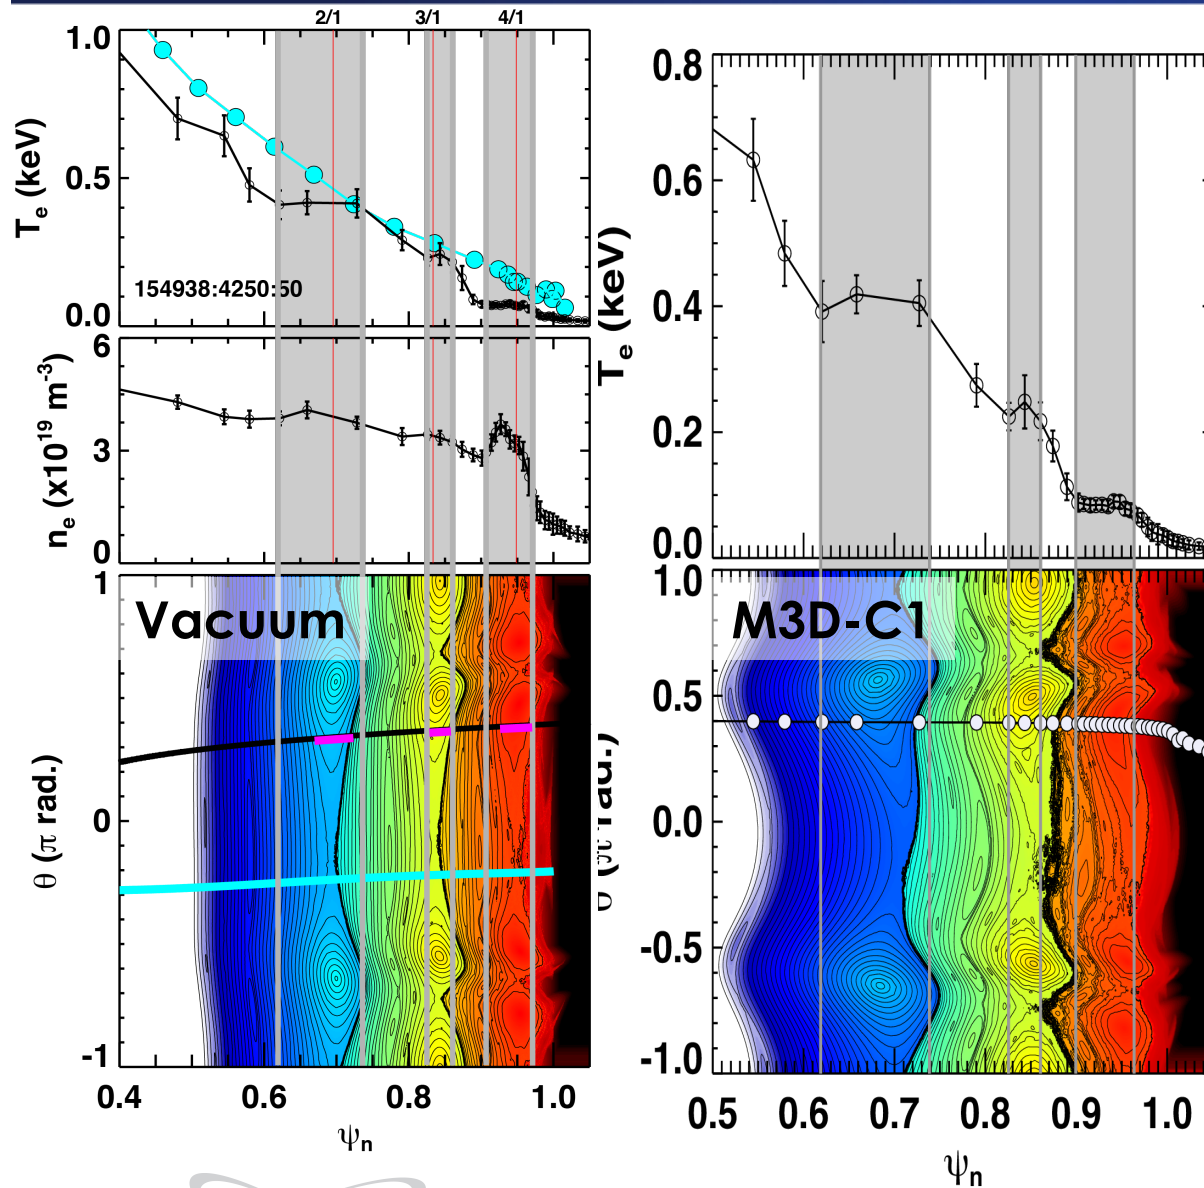 2/1 3/1 4/1
1.0
0.5
0.0
T_e (keV)
154938:4250:50
6
3
0
n_e (x10^19 m^-3)
Vacuum
1
0
-1
θ (π rad.)
0.4 0.6 0.8 1.0
ψ_n
0.8
0.6
0.4
0.2
0.0
T_e (keV)
M3D-C1
1.0
0.5
0.0
-0.5
-1.0
θ (π rad.)
0.5 0.6 0.7 0.8 0.9 1.0
ψ_n